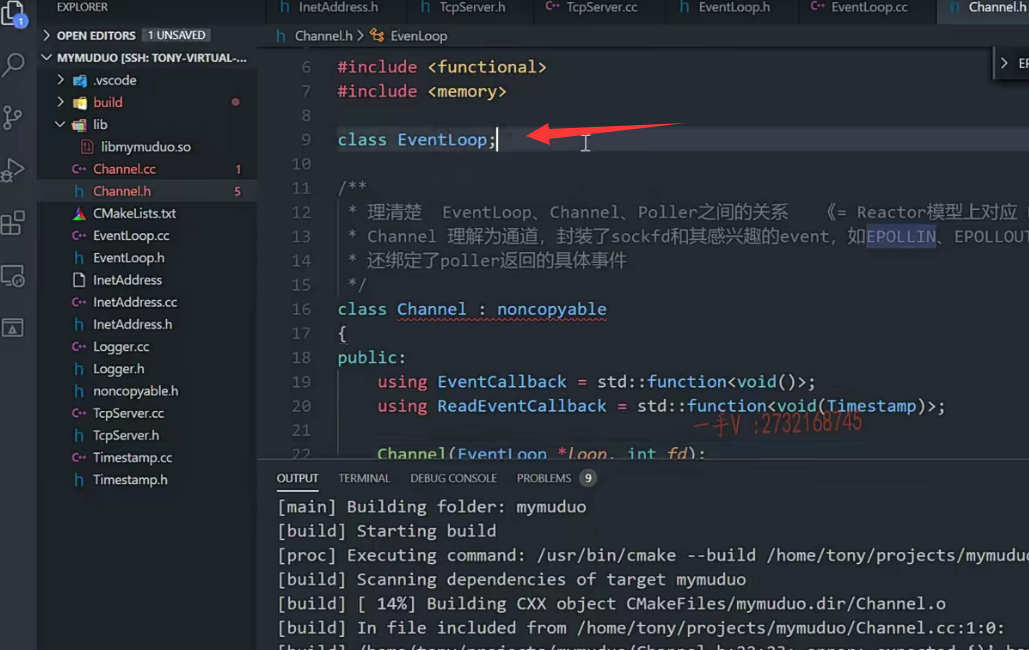 1
EXPLORER
InetAddress.h
TcpServer.h
TcpServer.cc
EventLoop.h
EventLoop.cc
Channel.h
OPEN EDITORS 1 UNSAVED
MYMUDUO [SSH: TONY-VIRTUAL-...
.vscode
build
lib
libmymuduo.so
Channel.cc 1
Channel.h 5
CMakeLists.txt
EventLoop.cc
EventLoop.h
InetAddress
InetAddress.cc
InetAddress.h
Logger.cc
Logger.h
noncopyable.h
TcpServer.cc
TcpServer.h
Timestamp.cc
Timestamp.h
Channel.h > EvenLoop
6 #include <functional>
7 #include <memory>
8
9 class EventLoop;
10
11 /**
12 * 理清楚 EventLoop、Channel、Poller之间的关系 《= Reactor模型上对应
13 * Channel 理解为通道，封装了sockfd和其感兴趣的event，如EPOLLIN、EPOLLOUT
14 * 还绑定了poller返回的具体事件
15 */
16 class Channel : noncopyable
17 {
18 public:
19 using EventCallback = std::function<void()>;
20 using ReadEventCallback = std::function<void(Timestamp)>;
一手V :2732168745
21
22 Channel(EventLoop *loop, int fd);
OUTPUT TERMINAL DEBUG CONSOLE PROBLEMS 9
[main] Building folder: mymuduo
[build] Starting build
[proc] Executing command: /usr/bin/cmake --build /home/tony/projects/mymuduo
[build] Scanning dependencies of target mymuduo
[build] [ 14%] Building CXX object CMakeFiles/mymuduo.dir/Channel.o
[build] In file included from /home/tony/projects/mymuduo/Channel.cc:1:0: